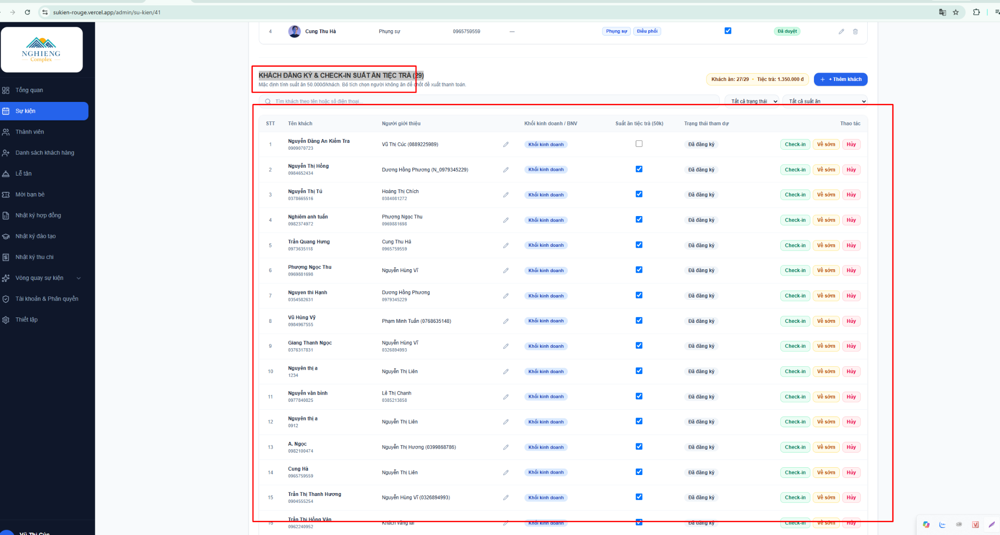 sukien-rouge.vercel.app/admin/su-kien/41
NGHIENG
Complex
Tổng quan
Sự kiện
Thành viên
Danh sách khách hàng
Lễ tân
Mời bạn bè
Nhật ký hợp đồng
Nhật ký đào tạo
Nhật ký thu chi
Vòng quay sự kiện
Tài khoản & Phân quyền
Thiết lập
Vũ Thị Cúc
4 Cung Thu Hà Phụng sự 0965759559 — Phụng sự Điều phối Đã duyệt
KHÁCH ĐĂNG KÝ & CHECK-IN SUẤT ĂN TIỆC TRÀ (29)
Mặc định tính suất ăn 50.000đ/khách. Bỏ tích chọn người không ăn để chốt đề xuất thanh toán.
Khách ăn: 27/29 • Tiệc trà: 1.350.000 đ
+ + Thêm khách
Tìm khách theo tên hoặc số điện thoại...
Tất cả trạng thái
Tất cả suất ăn
STT Tên khách Người giới thiệu Khối kinh doanh / BNV Suất ăn tiệc trà (50k) Trạng thái tham dự Thao tác
1 Nguyễn Đăng An Kiểm Tra Vũ Thị Cúc (0889225989) Khối kinh doanh Đã đăng ký Check-in Về sớm Hủy
0909070723
2 Nguyễn Thị Hồng Dương Hồng Phương (N_0979345229) Khối kinh doanh Đã đăng ký Check-in Về sớm Hủy
0984652434
3 Nguyễn Thị Tú Hoàng Thị Chích Khối kinh doanh Đã đăng ký Check-in Về sớm Hủy
0378665516 0384081272
4 Nghiêm anh tuấn Phượng Ngọc Thu Khối kinh doanh Đã đăng ký Check-in Về sớm Hủy
0982374972 0969881698
5 Trần Quang Hưng Cung Thu Hà Khối kinh doanh Đã đăng ký Check-in Về sớm Hủy
0973635118 0965759559
6 Phượng Ngọc Thu Nguyễn Hùng Vĩ Khối kinh doanh Đã đăng ký Check-in Về sớm Hủy
0969881698
7 Nguyen thi Hạnh Dương Hồng Phương Khối kinh doanh Đã đăng ký Check-in Về sớm Hủy
0354582631 0979345229
8 Vũ Hùng Vỹ Phạm Minh Tuấn (0768635148) Khối kinh doanh Đã đăng ký Check-in Về sớm Hủy
0984967555
9 Giang Thanh Ngọc Nguyễn Hùng Vĩ Khối kinh doanh Đã đăng ký Check-in Về sớm Hủy
0376317831 0326894993
10 Nguyên thị a Nguyễn Thị Liên Khối kinh doanh Đã đăng ký Check-in Về sớm Hủy
1234
11 Nguyễn văn bình Lê Thị Chanh Khối kinh doanh Đã đăng ký Check-in Về sớm Hủy
0977840825 0385213858
12 Nguyên thị a Nguyễn Thị Liên Khối kinh doanh Đã đăng ký Check-in Về sớm Hủy
0912
13 A. Ngọc Nguyễn Thị Hương (0399868786) Khối kinh doanh Đã đăng ký Check-in Về sớm Hủy
0982100474
14 Cung Hà Nguyễn Thị Liên Khối kinh doanh Đã đăng ký Check-in Về sớm Hủy
0965759559
15 Trần Thị Thanh Hương Nguyễn Hùng Vĩ (0326894993) Khối kinh doanh Đã đăng ký Check-in Về sớm Hủy
0904555254
16 Trần Thị Hồng Vân Khách vãng lai Khối kinh doanh Đã đăng ký Check-in Về sớm Hủy
0962240952